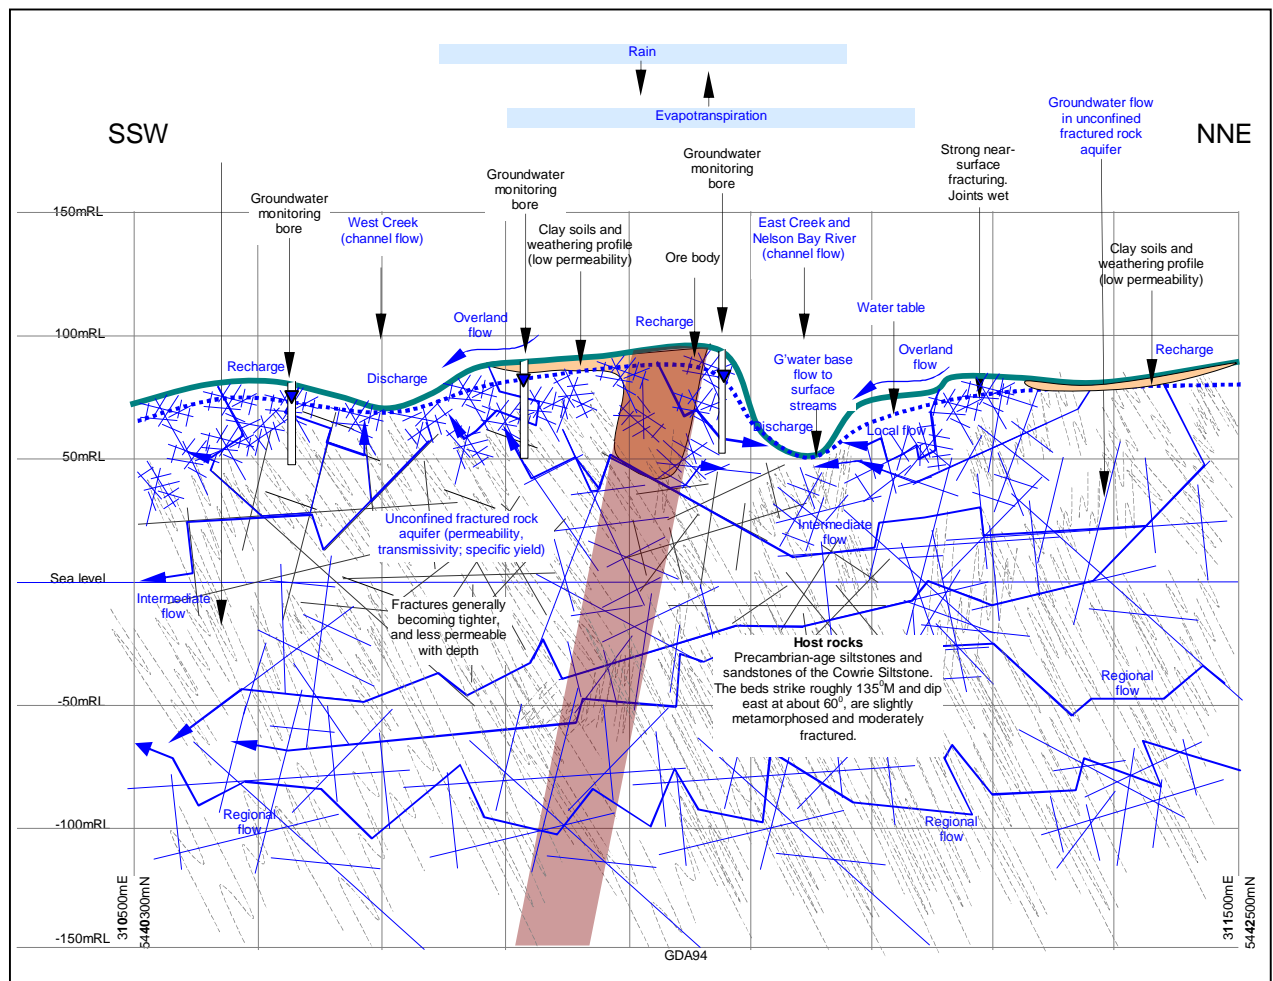 Rain
Evapotranspiration
SSW
NNE
Groundwater flow
in unconfined
fractured rock
aquifer
Strong near-
surface
fracturing.
Joints wet
Groundwater
monitoring
bore
Groundwater
monitoring
bore
Groundwater
monitoring
bore
150mRL
West Creek
(channel flow)
Clay soils and
weathering profile
(low permeability)
Ore body
East Creek and
Nelson Bay River
(channel flow)
Clay soils and
weathering profile
(low permeability)
Water table
100mRL
Overland
flow
Recharge
Recharge
Discharge
G'water base
flow to
surface
streams
Overland
flow
Recharge
Discharge
Local flow
50mRL
Unconfined fractured rock
aquifer (permeability,
transmissivity; specific yield)
Intermediate
flow
Sea level
Intermediate
flow
Fractures generally
becoming tighter,
and less permeable
with depth
Host rocks
Precambrian-age siltstones and
sandstones of the Cowrie Siltstone.
The beds strike roughly 135⁰M and dip
east at about 60⁰, are slightly
metamorphosed and moderately
fractured.
Regional
flow
-50mRL
Regional
flow
Regional
flow
-100mRL
310500mE
5440300mN
311500mE
5442500mN
-150mRL
GDA94